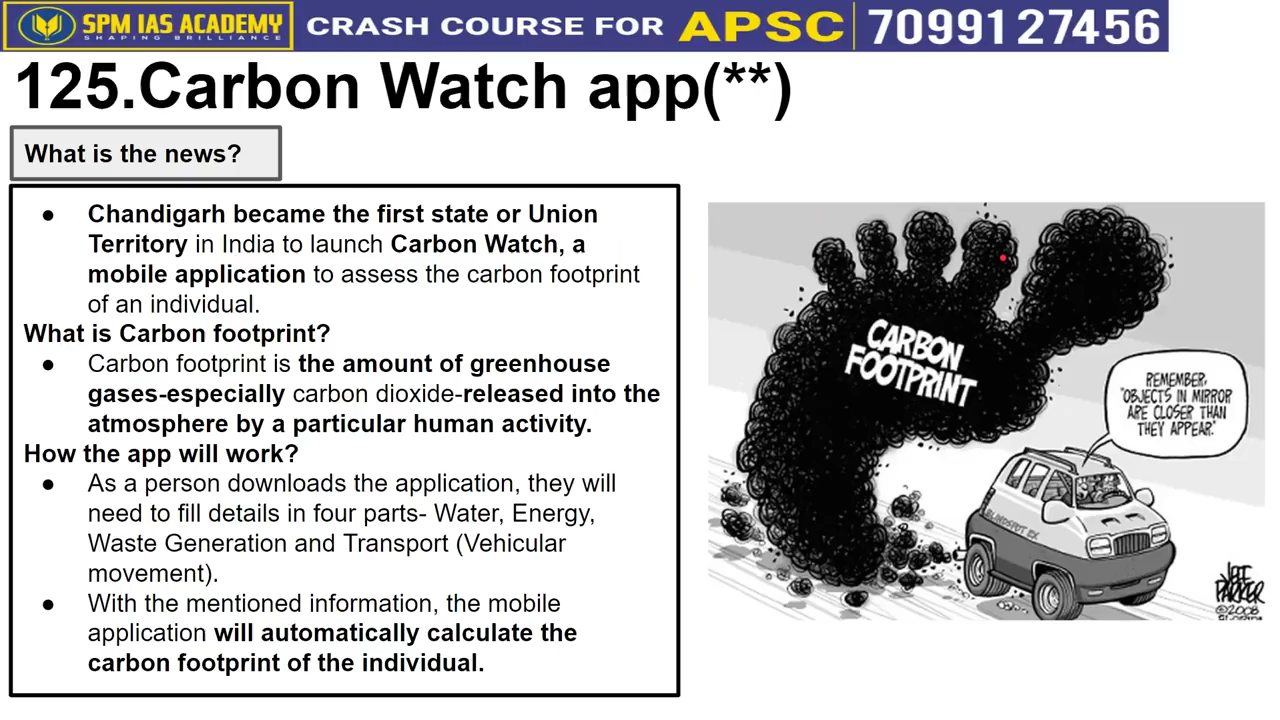 SPM IAS ACADEMY
SHAPING BRILLIANCE
CRASH COURSE FOR APSC 7099127456
125.Carbon Watch app(**)
What is the news?
● Chandigarh became the first state or Union
Territory in India to launch Carbon Watch, a
mobile application to assess the carbon footprint
of an individual.
What is Carbon footprint?
● Carbon footprint is the amount of greenhouse
gases-especially carbon dioxide-released into the
atmosphere by a particular human activity.
How the app will work?
● As a person downloads the application, they will
need to fill details in four parts- Water, Energy,
Waste Generation and Transport (Vehicular
movement).
● With the mentioned information, the mobile
application will automatically calculate the
carbon footprint of the individual.
CARBON
FOOTPRINT
REMEMBER,
"OBJECTS IN MIRROR
ARE CLOSER THAN
THEY APPEAR."
BLINDSPOT EX
JEFF
PARKER
©2008